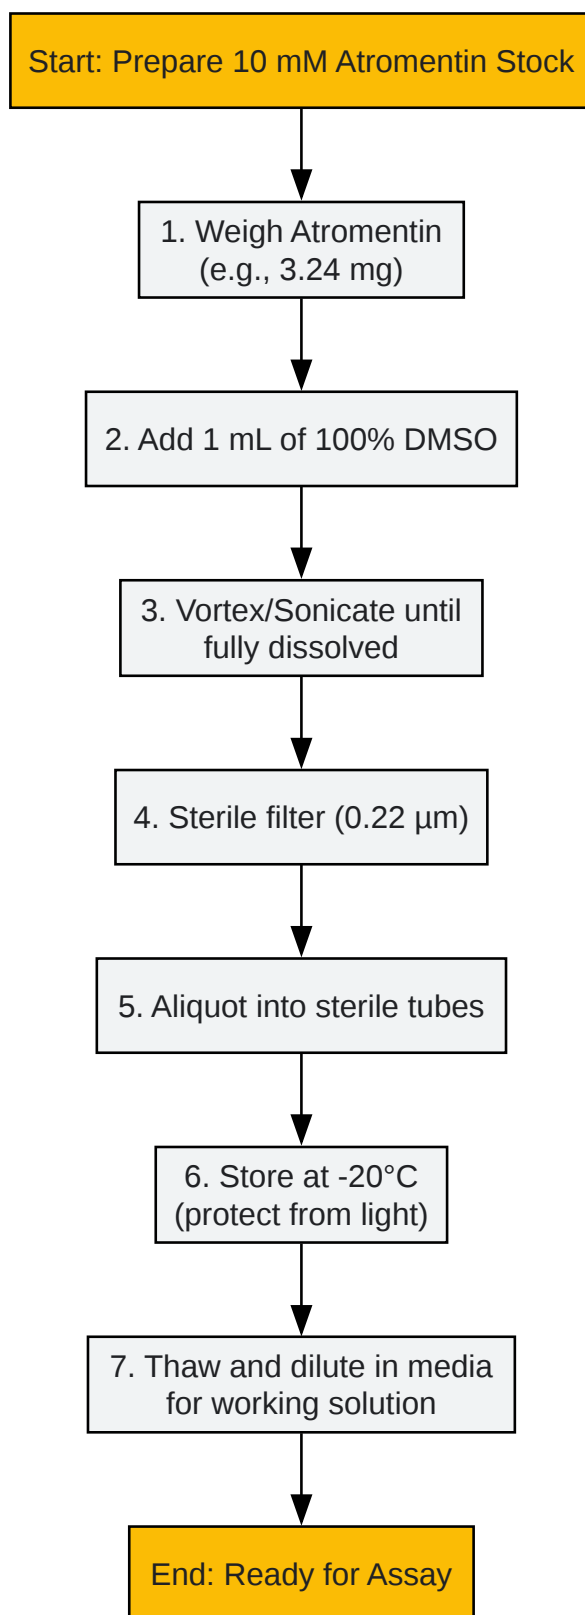 Start: Prepare 10 mM Atromentin Stock
1. Weigh Atromentin
(e.g., 3.24 mg)
2. Add 1 mL of 100% DMSO
3. Vortex/Sonicate until
fully dissolved
4. Sterile filter (0.22 µm)
5. Aliquot into sterile tubes
6. Store at -20°C
(protect from light)
7. Thaw and dilute in media
for working solution
End: Ready for Assay